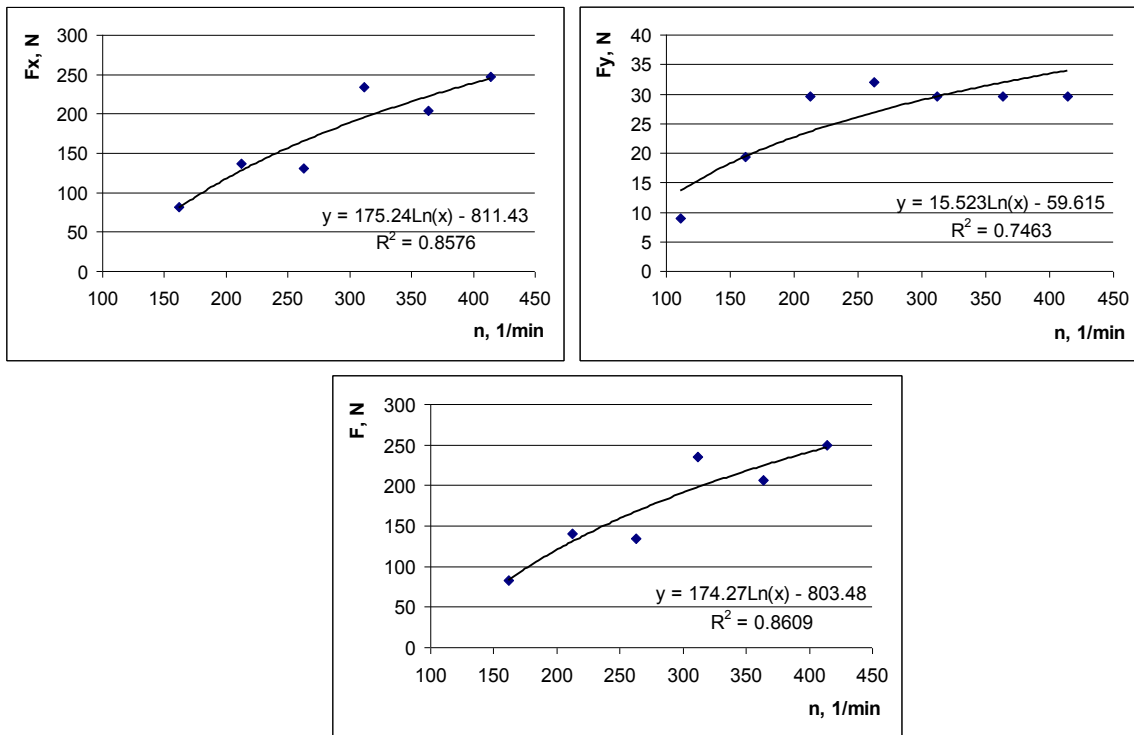 Fx, N
300
250
200
150
100
50
0
y = 175.24Ln(x) - 811.43
R² = 0.8576
100 150 200 250 300 350 400 450
n, 1/min
Fy, N
40
35
30
25
20
15
10
5
0
y = 15.523Ln(x) - 59.615
R² = 0.7463
100 150 200 250 300 350 400 450
n, 1/min
F, N
300
250
200
150
100
50
0
y = 174.27Ln(x) - 803.48
R² = 0.8609
100 150 200 250 300 350 400 450
n, 1/min